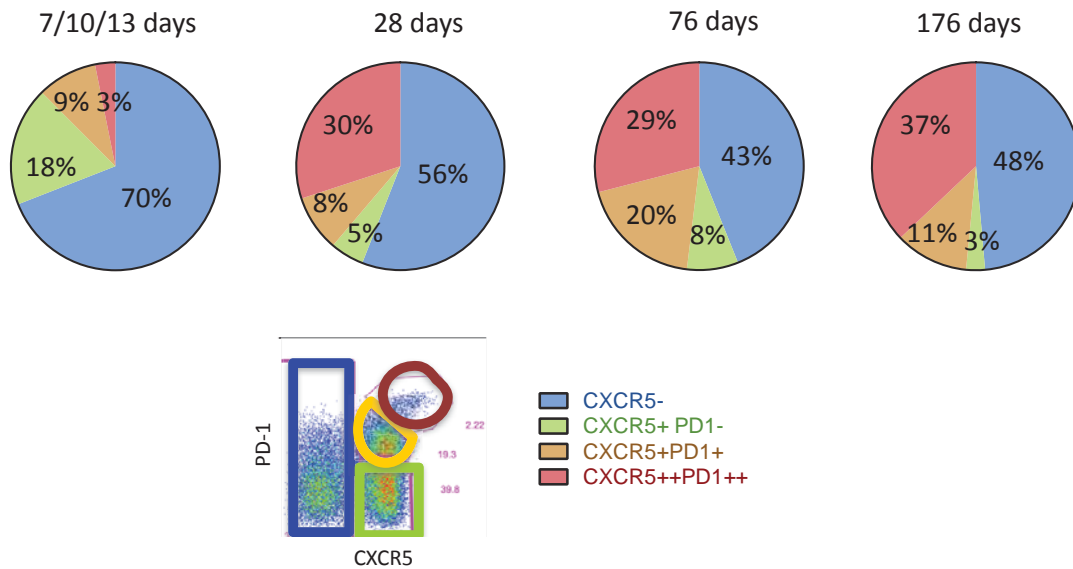 7/10/13 days
28 days
76 days
176 days
9% 3%
18%
70%
30%
56%
8%
5%
29%
43%
20%
8%
37%
48%
11%
3%
PD-1
2.22
19.3
39.8
CXCR5
CXCR5-
CXCR5+ PD1-
CXCR5+PD1+
CXCR5++PD1++